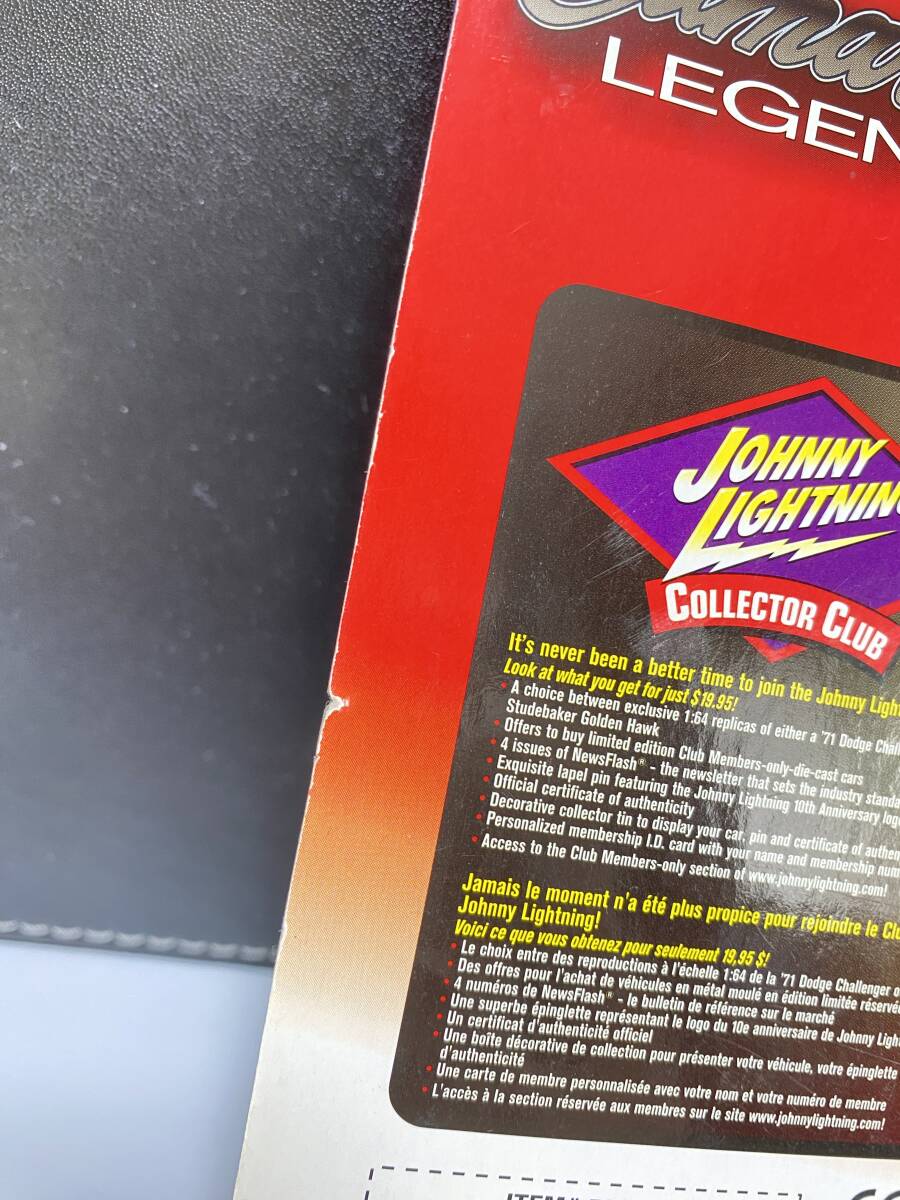 LEGEN
JOHNNY
LIGHTNING
COLLECTOR CLUB
It's never been a better time to join the Johnny Ligh
Look at what you get for just $19.95!
• A choice between exclusive 1:64 replicas of either a '71 Dodge Chal
Studebaker Golden Hawk
• Offers to buy limited edition Club Members-only-die-cast cars
• 4 issues of NewsFlash® - the newsletter that sets the industry standa
• Exquisite lapel pin featuring the Johnny Lightning 10th Anniversary logo
• Official certificate of authenticity
• Decorative collector tin to display your car, pin and certificate of authen
• Personalized membership I.D. card with your name and membership num
• Access to the Club Members-only section of www.johnnylightning.com!
Jamais le moment n'a été plus propice pour rejoindre le Clu
Johnny Lightning!
Voici ce que vous obtenez pour seulement 19,95 $!
• Le choix entre des reproductions à l'échelle 1:64 de la '71 Dodge Challenger o
• Des offres pour l'achat de véhicules en métal moulé en édition limitée réservé
• 4 numéros de NewsFlash® - le bulletin de référence sur le marché
• Une superbe épinglette représentant le logo du 10e anniversaire de Johnny Ligh
• Un certificat d'authenticité officiel
• Une boîte décorative de collection pour présenter votre véhicule, votre épinglette
d'authenticité
• Une carte de membre personnalisée avec votre nom et votre numéro de membre
• L'accès à la section réservée aux membres sur le site www.johnnylightning.com!
ITEM #